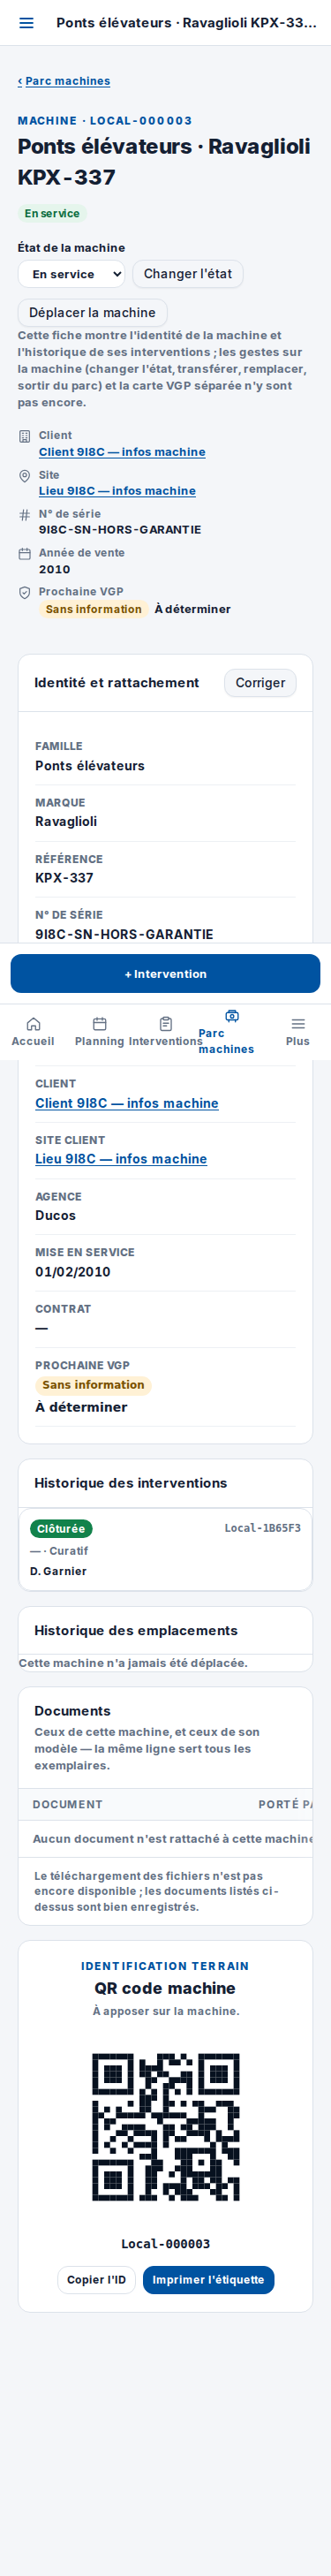 Ponts élévateurs · Ravaglioli KPX-33...
‹ Parc machines
MACHINE · LOCAL-000003
Ponts élévateurs · Ravaglioli
KPX-337
En service
État de la machine
En service
Changer l'état
Déplacer la machine
Cette fiche montre l'identité de la machine et
l'historique de ses interventions ; les gestes sur
la machine (changer l'état, transférer, remplacer,
sortir du parc) et la carte VGP séparée n'y sont
pas encore.
Client
Client 9I8C — infos machine
Site
Lieu 9I8C — infos machine
N° de série
9I8C-SN-HORS-GARANTIE
Année de vente
2010
Prochaine VGP
Sans information À déterminer
Identité et rattachement
Corriger
FAMILLE
Ponts élévateurs
MARQUE
Ravaglioli
RÉFÉRENCE
KPX-337
N° DE SÉRIE
9I8C-SN-HORS-GARANTIE
+ Intervention
Accueil
Planning
Interventions
Parc
machines
Plus
CLIENT
Client 9I8C — infos machine
SITE CLIENT
Lieu 9I8C — infos machine
AGENCE
Ducos
MISE EN SERVICE
01/02/2010
CONTRAT
—
PROCHAINE VGP
Sans information
À déterminer
Historique des interventions
Clôturée
Local-1B65F3
— · Curatif
D. Garnier
Historique des emplacements
Cette machine n'a jamais été déplacée.
Documents
Ceux de cette machine, et ceux de son
modèle — la même ligne sert tous les
exemplaires.
DOCUMENT
PORTÉ PA
Aucun document n'est rattaché à cette machine
Le téléchargement des fichiers n'est pas
encore disponible ; les documents listés ci-
dessus sont bien enregistrés.
IDENTIFICATION TERRAIN
QR code machine
À apposer sur la machine.
Local-000003
Copier l'ID
Imprimer l'étiquette